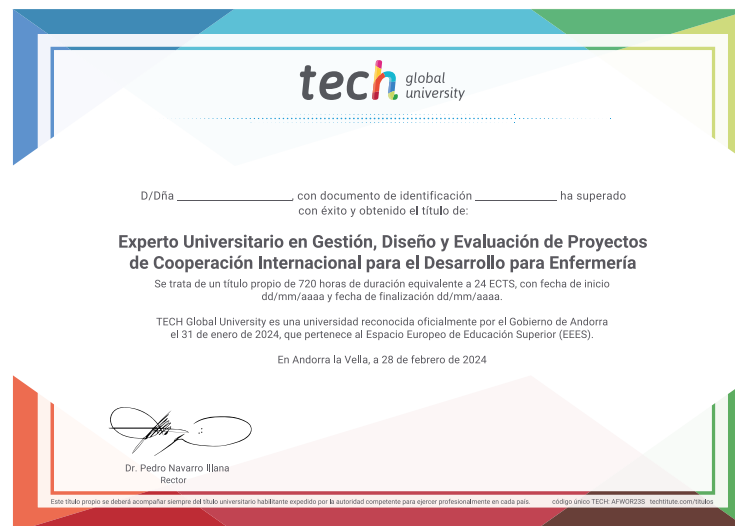 tech global
university
D/Dña ____________________, con documento de identificación ______________ ha superado
con éxito y obtenido el título de:
Experto Universitario en Gestión, Diseño y Evaluación de Proyectos
de Cooperación Internacional para el Desarrollo para Enfermería
Se trata de un título propio de 720 horas de duración equivalente a 24 ECTS, con fecha de inicio
dd/mm/aaaa y fecha de finalización dd/mm/aaaa.
TECH Global University es una universidad reconocida oficialmente por el Gobierno de Andorra
el 31 de enero de 2024, que pertenece al Espacio Europeo de Educación Superior (EEES).
En Andorra la Vella, a 28 de febrero de 2024
Dr. Pedro Navarro Illana
Rector
Este título propio se deberá acompañar siempre del título universitario habilitante expedido por la autoridad competente para ejercer profesionalmente en cada país. código único TECH: AFWOR23S techtitute.com/titulos